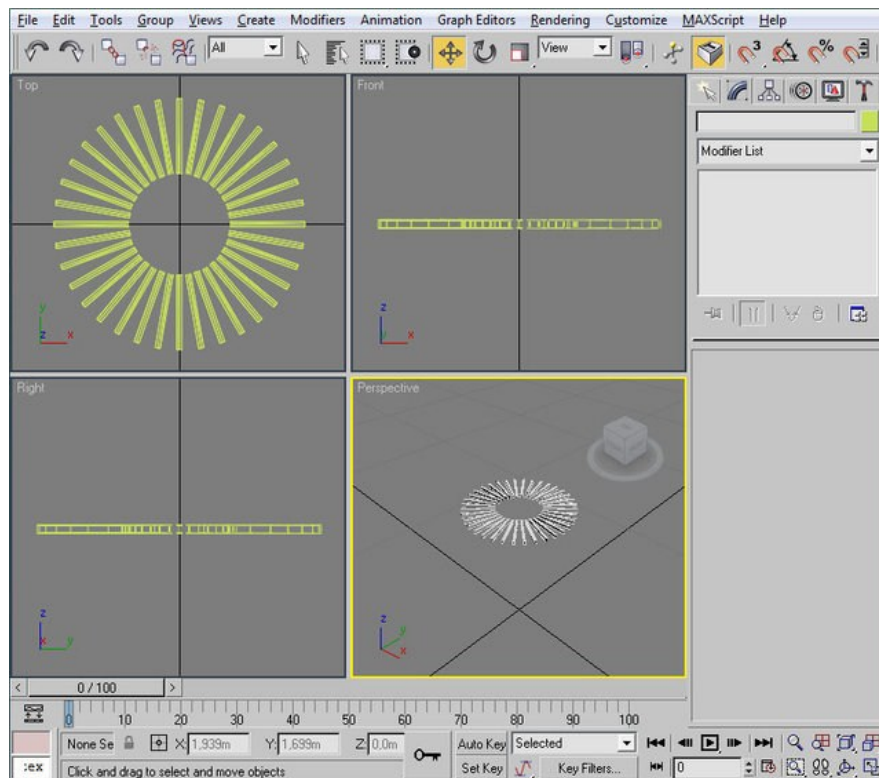 File Edit Tools Group Views Create Modifiers Animation Graph Editors Rendering Customize MAXScript Help
All View 3 %
Top Front
Modifier List
y z x z y x
Right Perspective
z x y z y x
< 0 / 100 >
0 10 20 30 40 50 60 70 80 90 100
None Se X: 1,939m Y: 1,699m Z: 0,0m Auto Key Selected
:ex Click and drag to select and move objects Set Key Key Filters... 0